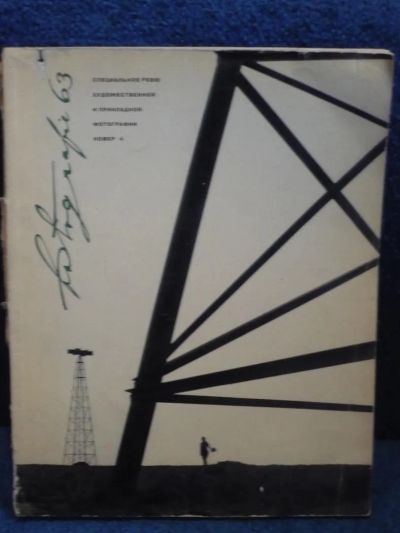 fotografie 63
СПЕЦИАЛЬНОЕ РЕВЮ
ХУДОЖЕСТВЕННОЙ
И ПРИКЛАДНОЙ
ФОТОГРАФИИ
НОМЕР 4